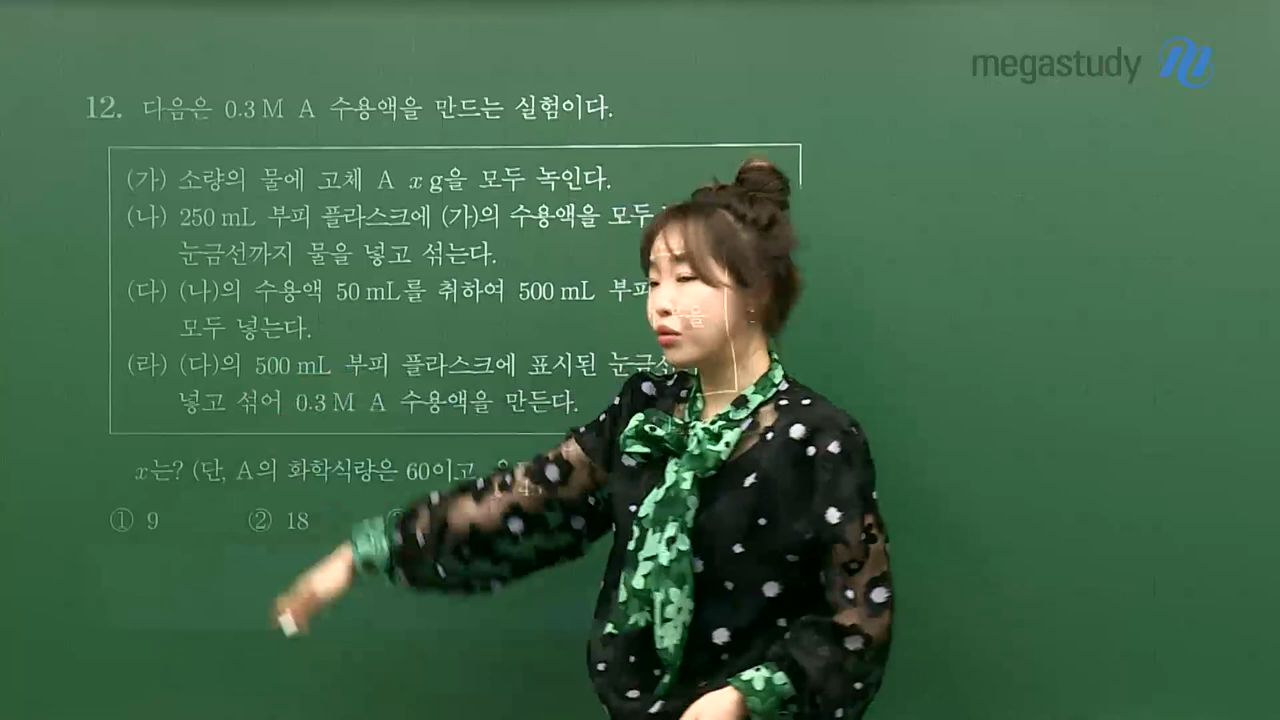 megastudy
12. 다음은 0.3 M A 수용액을 만드는 실험이다.
(가) 소량의 물에 고체 A x g을 모두 녹인다.
(나) 250 mL 부피 플라스크에 (가)의 수용액을 모두
눈금선까지 물을 넣고 섞는다.
(다) (나)의 수용액 50 mL를 취하여 500 mL
모두 넣는다.
(라) (다)의 500 mL 부피 플라스크에 표시된
넣고 섞어 0.3 M A 수용액을 만든다.
x는? (단, A의 화학식량은 60이고,
① 9 ② 18